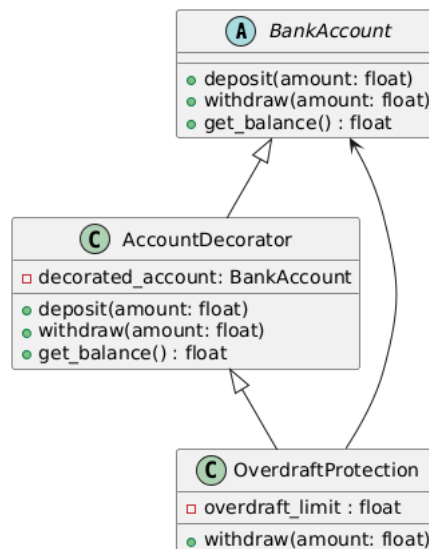 A BankAccount
deposit(amount: float)
withdraw(amount: float)
get_balance() : float
C AccountDecorator
decorated_account: BankAccount
deposit(amount: float)
withdraw(amount: float)
get_balance() : float
C OverdraftProtection
overdraft_limit : float
withdraw(amount: float)